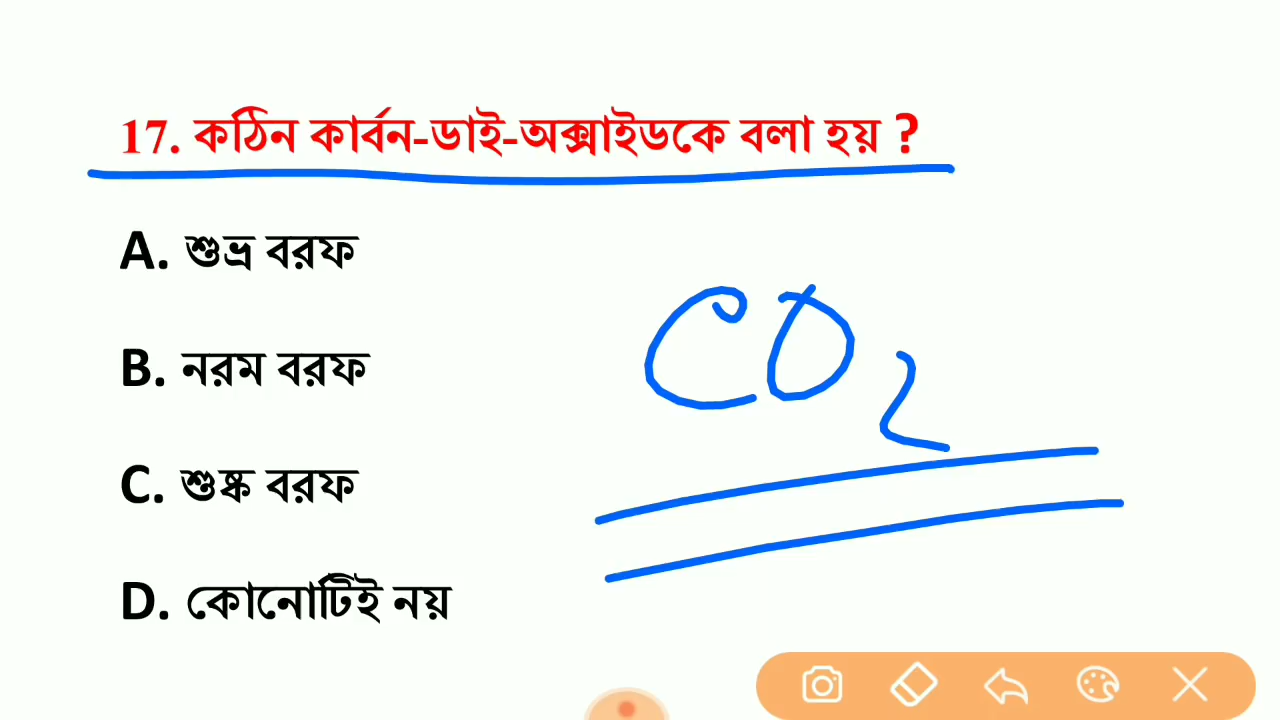 17. কঠিন কার্বন-ডাই-অক্সাইডকে বলা হয় ?
A. শুভ্র বরফ
B. নরম বরফ
CO2
C. শুষ্ক বরফ
D. কোনোটিই নয়